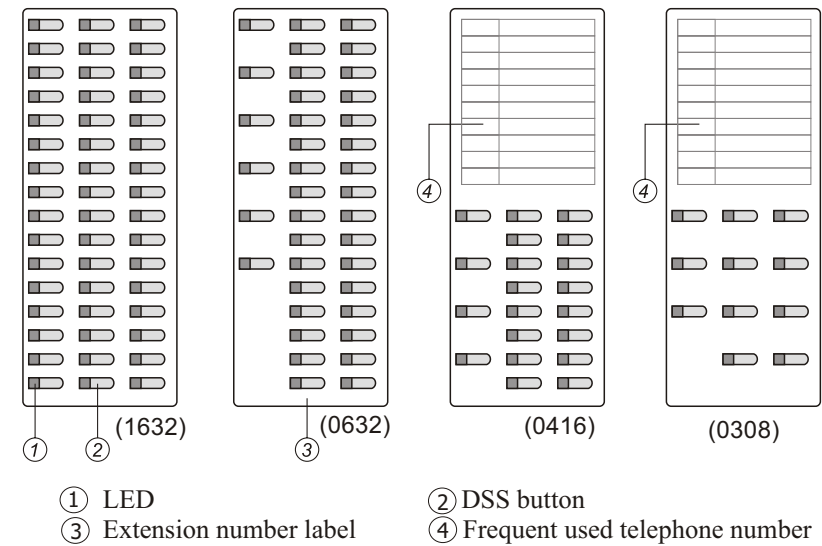 4 4
(1632) (0632) (0416) (0308)
1 2 3
1 LED 2 DSS button
3 Extension number label 4 Frequent used telephone number